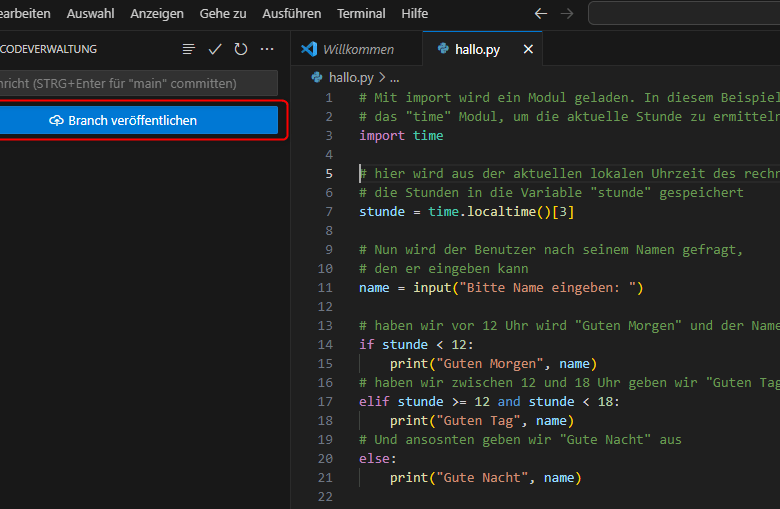 earbeiten Auswahl Anzeigen Gehe zu Ausführen Terminal Hilfe
CODEVERWALTUNG
richt (STRG+Enter für "main" committen)
Branch veröffentlichen
Willkommen hallo.py
hallo.py > ...
1 # Mit import wird ein Modul geladen. In diesem Beispiel
2 # das "time" Modul, um die aktuelle Stunde zu ermitteln
3 import time
4
5 # hier wird aus der aktuellen lokalen Uhrzeit des rechn
6 # die Stunden in die Variable "stunde" gespeichert
7 stunde = time.localtime()[3]
8
9 # Nun wird der Benutzer nach seinem Namen gefragt,
10 # den er eingeben kann
11 name = input("Bitte Name eingeben: ")
12
13 # haben wir vor 12 Uhr wird "Guten Morgen" und der Name
14 if stunde < 12:
15 print("Guten Morgen", name)
16 # haben wir zwischen 12 und 18 Uhr geben wir "Guten Tag
17 elif stunde >= 12 and stunde < 18:
18 print("Guten Tag", name)
19 # Und ansosnten geben wir "Gute Nacht" aus
20 else:
21 print("Gute Nacht", name)
22